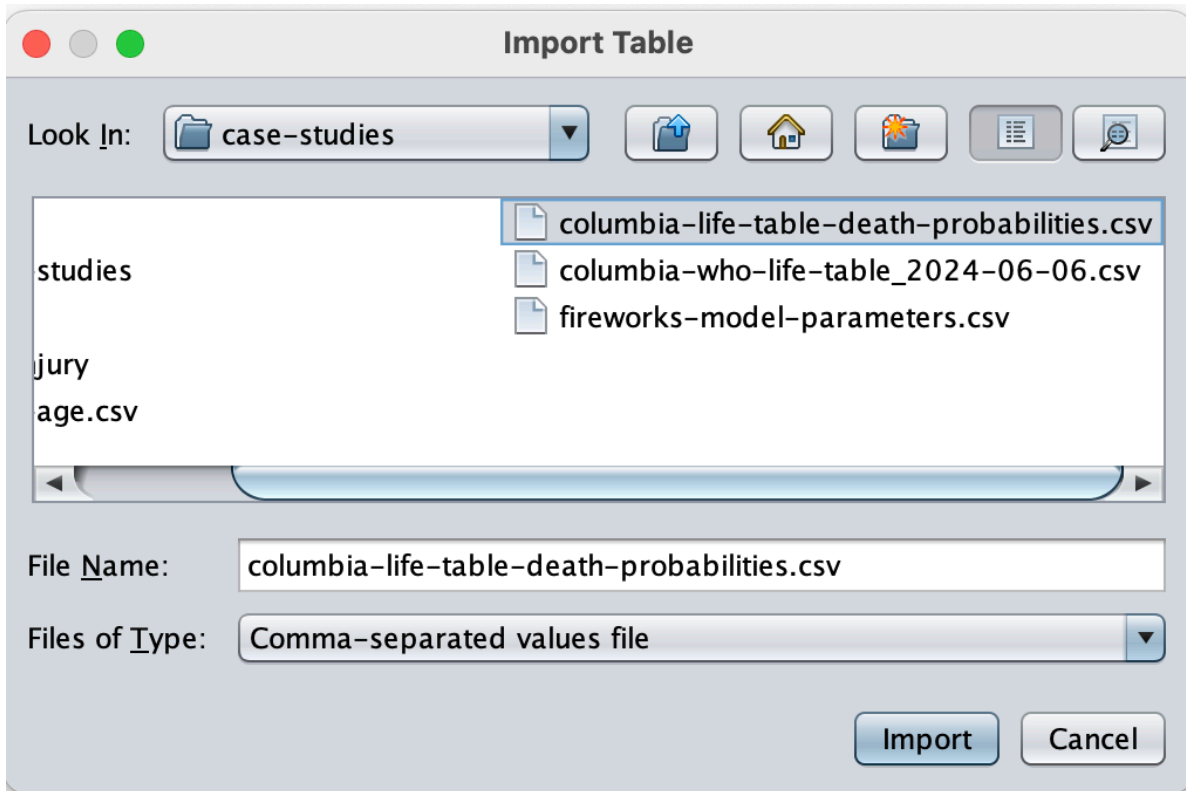 Import Table
Look In: case-studies
columbia-life-table-death-probabilities.csv
studies columbia-who-life-table_2024-06-06.csv
fireworks-model-parameters.csv
jury
age.csv
File Name: columbia-life-table-death-probabilities.csv
Files of Type: Comma-separated values file
Import Cancel